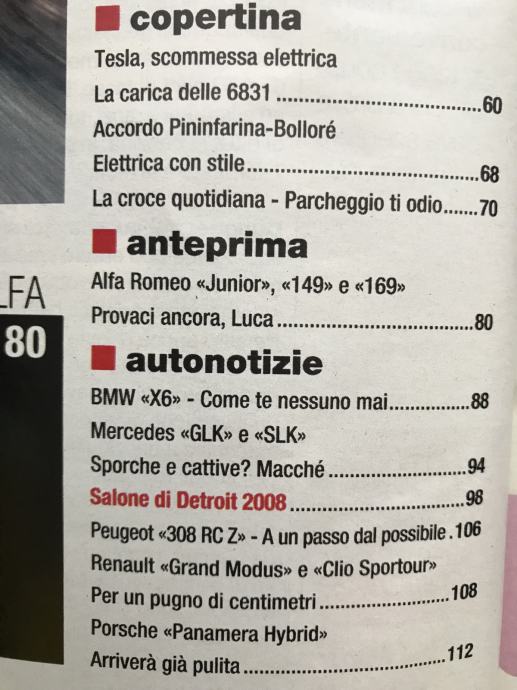 copertina
Tesla, scommessa elettrica
La carica delle 6831 ................................60
Accordo Pininfarina-Bolloré
Elettrica con stile....................................68
La croce quotidiana - Parcheggio ti odio......70
anteprima
Alfa Romeo «Junior», «149» e «169»
Provaci ancora, Luca ..............................80
autonotizie
BMW «X6» - Come te nessuno mai...............88
Mercedes «GLK» e «SLK»
Sporche e cattive? Macché ......................94
Salone di Detroit 2008 ............................98
Peugeot «308 RC Z» - A un passo dal possibile .106
Renault «Grand Modus» e «Clio Sportour»
Per un pugno di centimetri ....................108
Porsche «Panamera Hybrid»
Arriverà già pulita ................................112
LFA
80